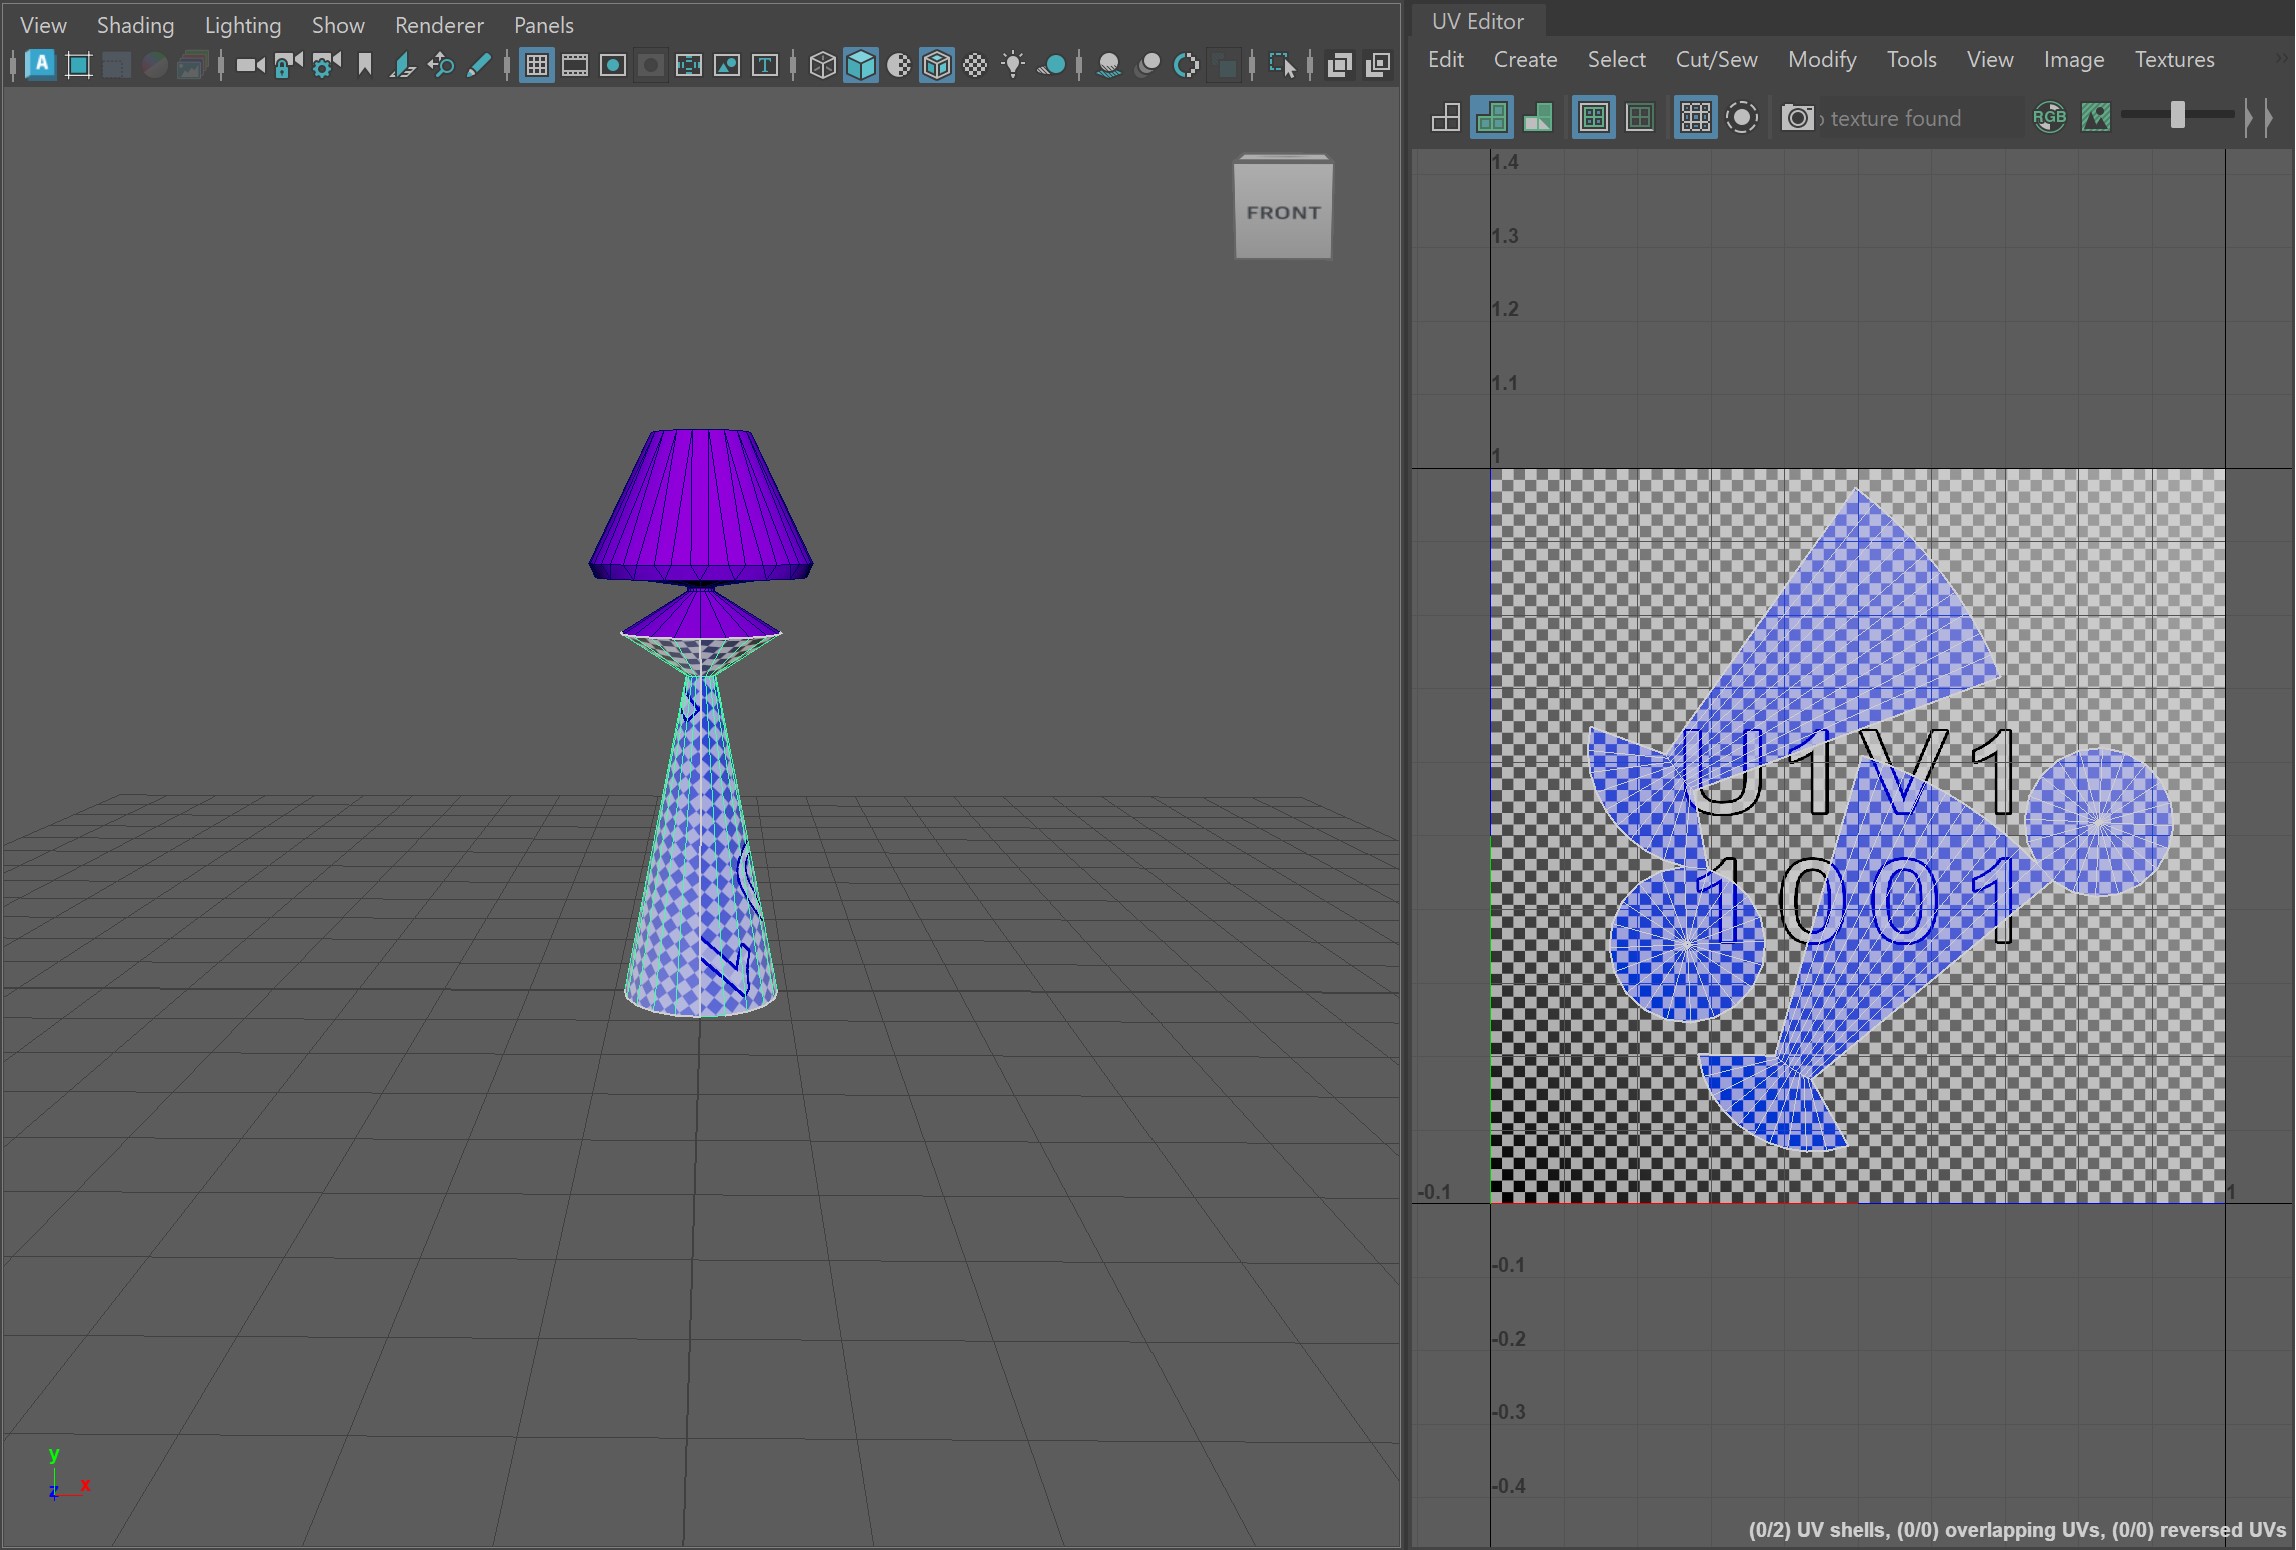 View Shading Lighting Show Renderer Panels
A
T
FRONT
y
z x
UV Editor
Edit Create Select Cut/Sew Modify Tools View Image Textures
texture found
RGB
1.4
1.3
1.2
1.1
1
U1V1
1001
-0.1
1
-0.1
-0.2
-0.3
-0.4
(0/2) UV shells, (0/0) overlapping UVs, (0/0) reversed UVs